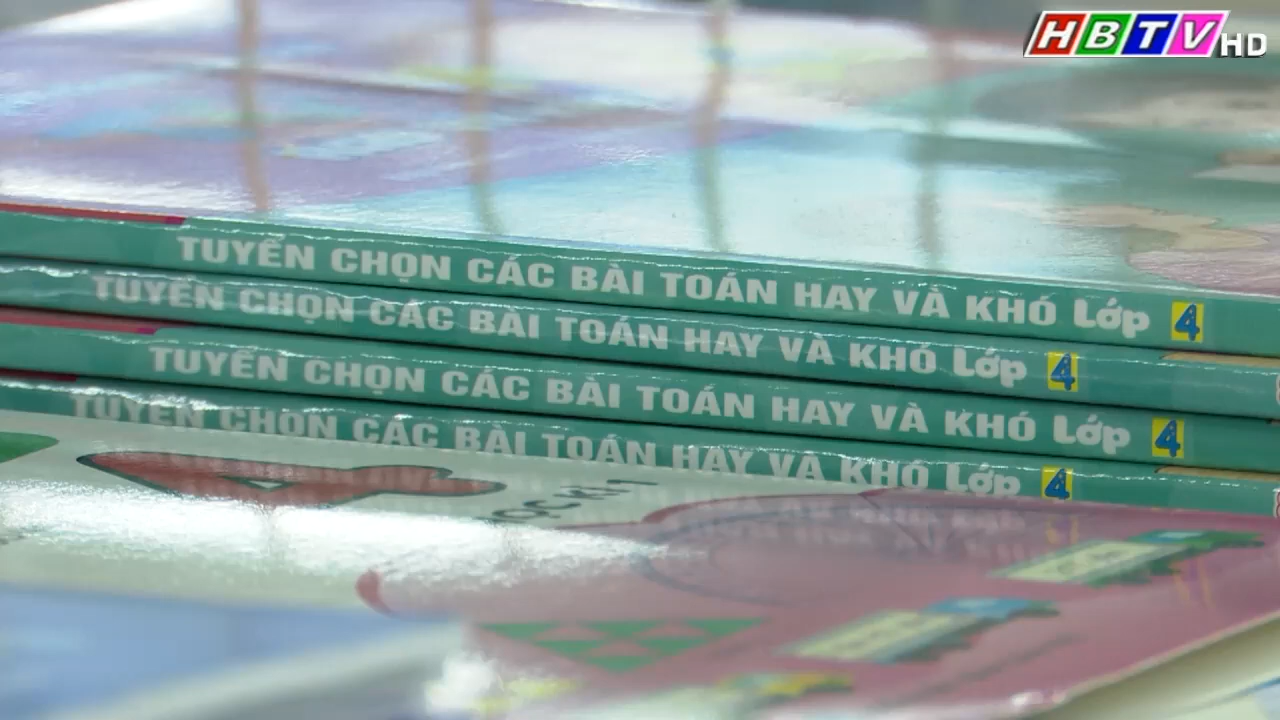 HBTV HD
TUYỂN CHỌN CÁC BÀI TOÁN HAY VÀ KHÓ Lớp 4
TUYỂN CHỌN CÁC BÀI TOÁN HAY VÀ KHÓ Lớp 4
TUYỂN CHỌN CÁC BÀI TOÁN HAY VÀ KHÓ Lớp 4
TUYỂN CHỌN CÁC BÀI TOÁN HAY VÀ KHÓ Lớp 4
4